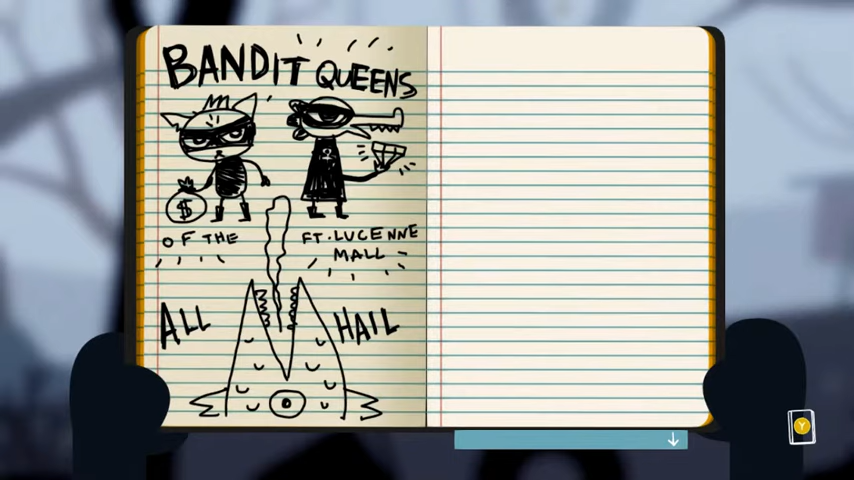 BANDIT QUEENS
$
OF THE FT. LUCENNE
MALL
ALL HAIL
Y